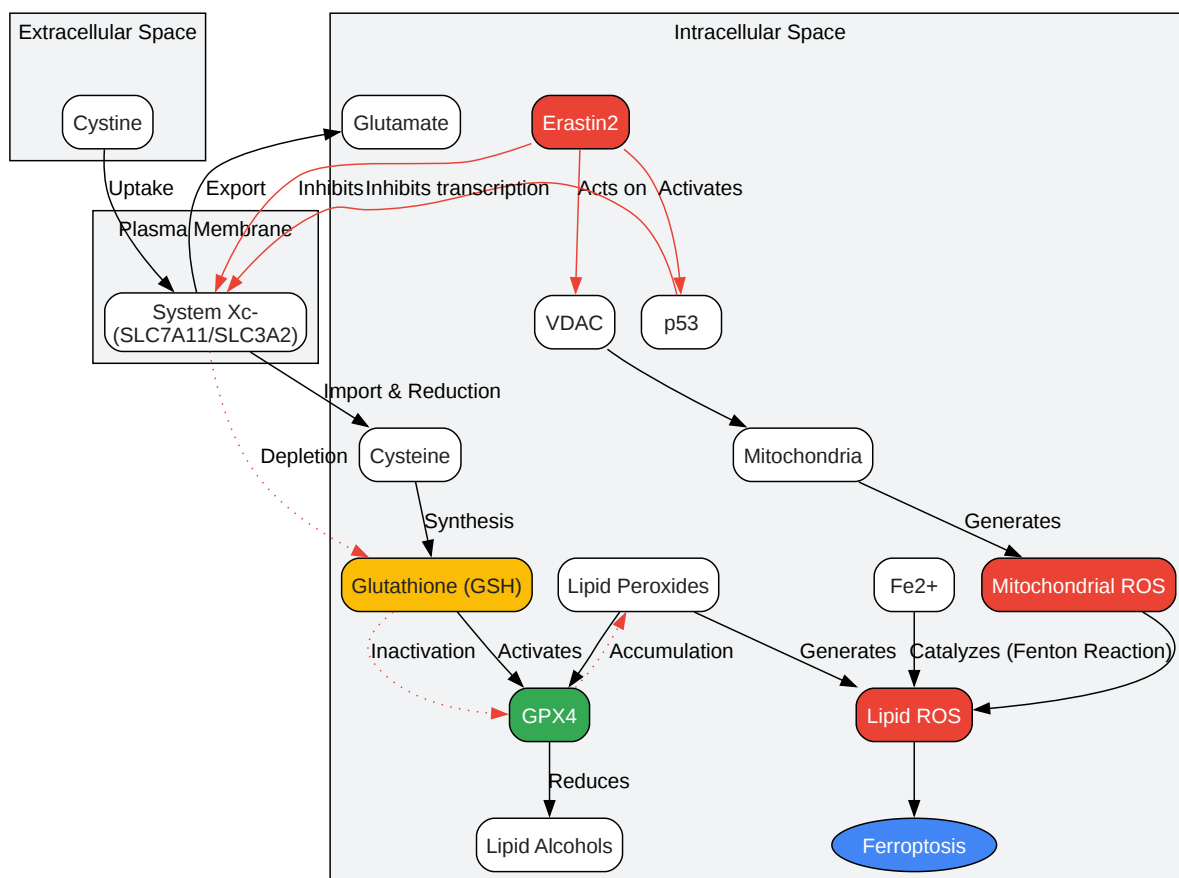 Extracellular Space
Intracellular Space
Cystine
Glutamate
Erastin2
Uptake
Export
Inhibits
Inhibits transcription
Acts on
Activates
Plasma Membrane
System Xc-
(SLC7A11/SLC3A2)
VDAC
p53
Import & Reduction
Depletion
Cysteine
Mitochondria
Synthesis
Generates
Glutathione (GSH)
Lipid Peroxides
Fe2+
Mitochondrial ROS
Inactivation
Activates
Accumulation
Generates
Catalyzes (Fenton Reaction)
GPX4
Lipid ROS
Reduces
Lipid Alcohols
Ferroptosis